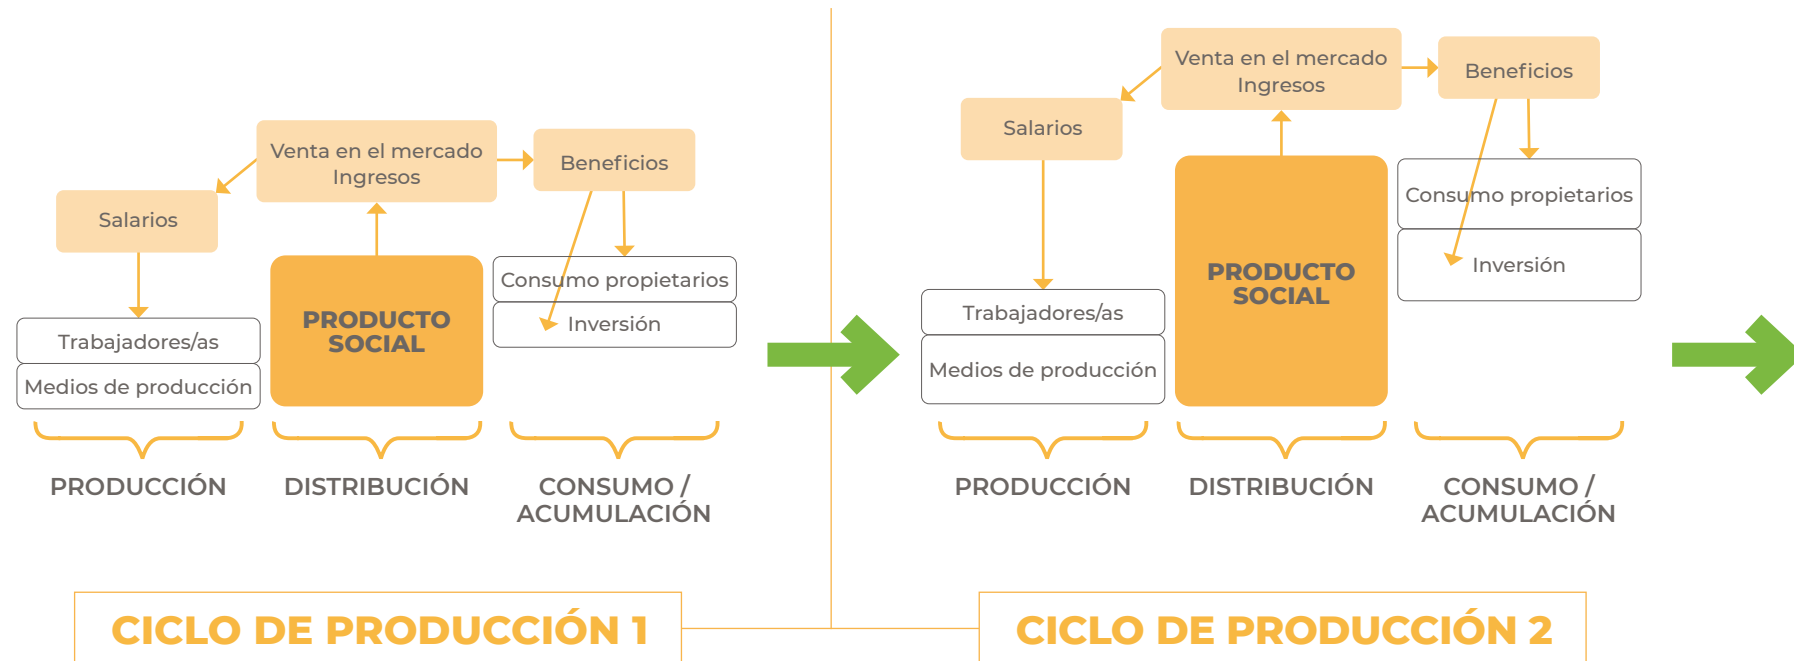 Venta en el mercado
Ingresos
Beneficios
Salarios
Consumo propietarios
Inversión
PRODUCTO
SOCIAL
Trabajadores/as
Medios de producción
PRODUCCIÓN
DISTRIBUCIÓN
CONSUMO /
ACUMULACIÓN
CICLO DE PRODUCCIÓN 1
Venta en el mercado
Ingresos
Beneficios
Salarios
Consumo propietarios
Inversión
PRODUCTO
SOCIAL
Trabajadores/as
Medios de producción
PRODUCCIÓN
DISTRIBUCIÓN
CONSUMO /
ACUMULACIÓN
CICLO DE PRODUCCIÓN 2